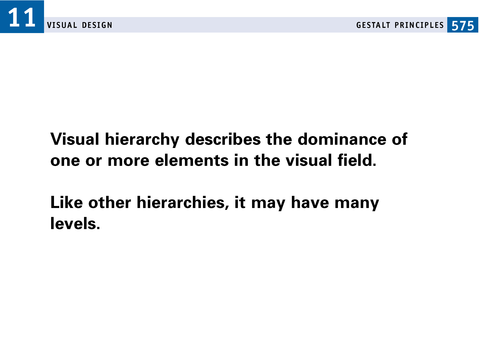 11
VISUAL DESIGN
GESTALT PRINCIPLES 575
Visual hierarchy describes the dominance of
one or more elements in the visual field.
Like other hierarchies, it may have many
levels.